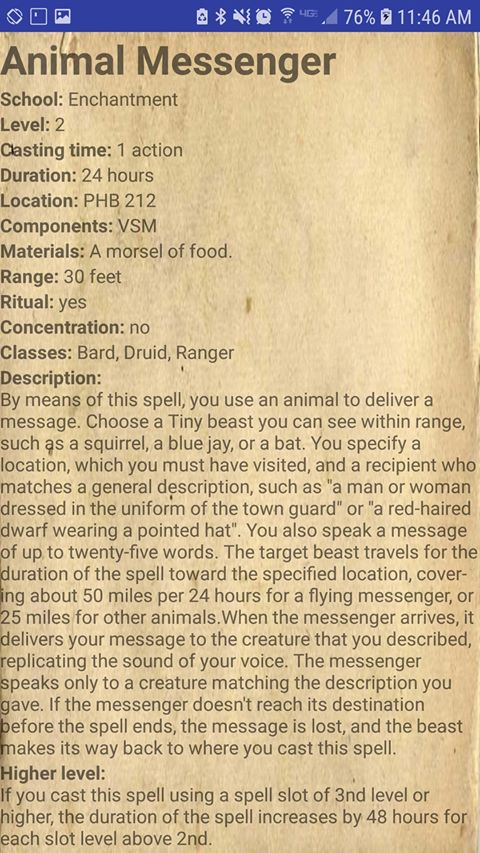 4G 76% 11:46 AM
Animal Messenger
School: Enchantment
Level: 2
Casting time: 1 action
Duration: 24 hours
Location: PHB 212
Components: VSM
Materials: A morsel of food.
Range: 30 feet
Ritual: yes
Concentration: no
Classes: Bard, Druid, Ranger
Description:
By means of this spell, you use an animal to deliver a
message. Choose a Tiny beast you can see within range,
such as a squirrel, a blue jay, or a bat. You specify a
location, which you must have visited, and a recipient who
matches a general description, such as "a man or woman
dressed in the uniform of the town guard" or "a red-haired
dwarf wearing a pointed hat". You also speak a message
of up to twenty-five words. The target beast travels for the
duration of the spell toward the specified location, cover-
ing about 50 miles per 24 hours for a flying messenger, or
25 miles for other animals.When the messenger arrives, it
delivers your message to the creature that you described,
replicating the sound of your voice. The messenger
speaks only to a creature matching the description you
gave. If the messenger doesn't reach its destination
before the spell ends, the message is lost, and the beast
makes its way back to where you cast this spell.
Higher level:
If you cast this spell using a spell slot of 3nd level or
higher, the duration of the spell increases by 48 hours for
each slot level above 2nd.